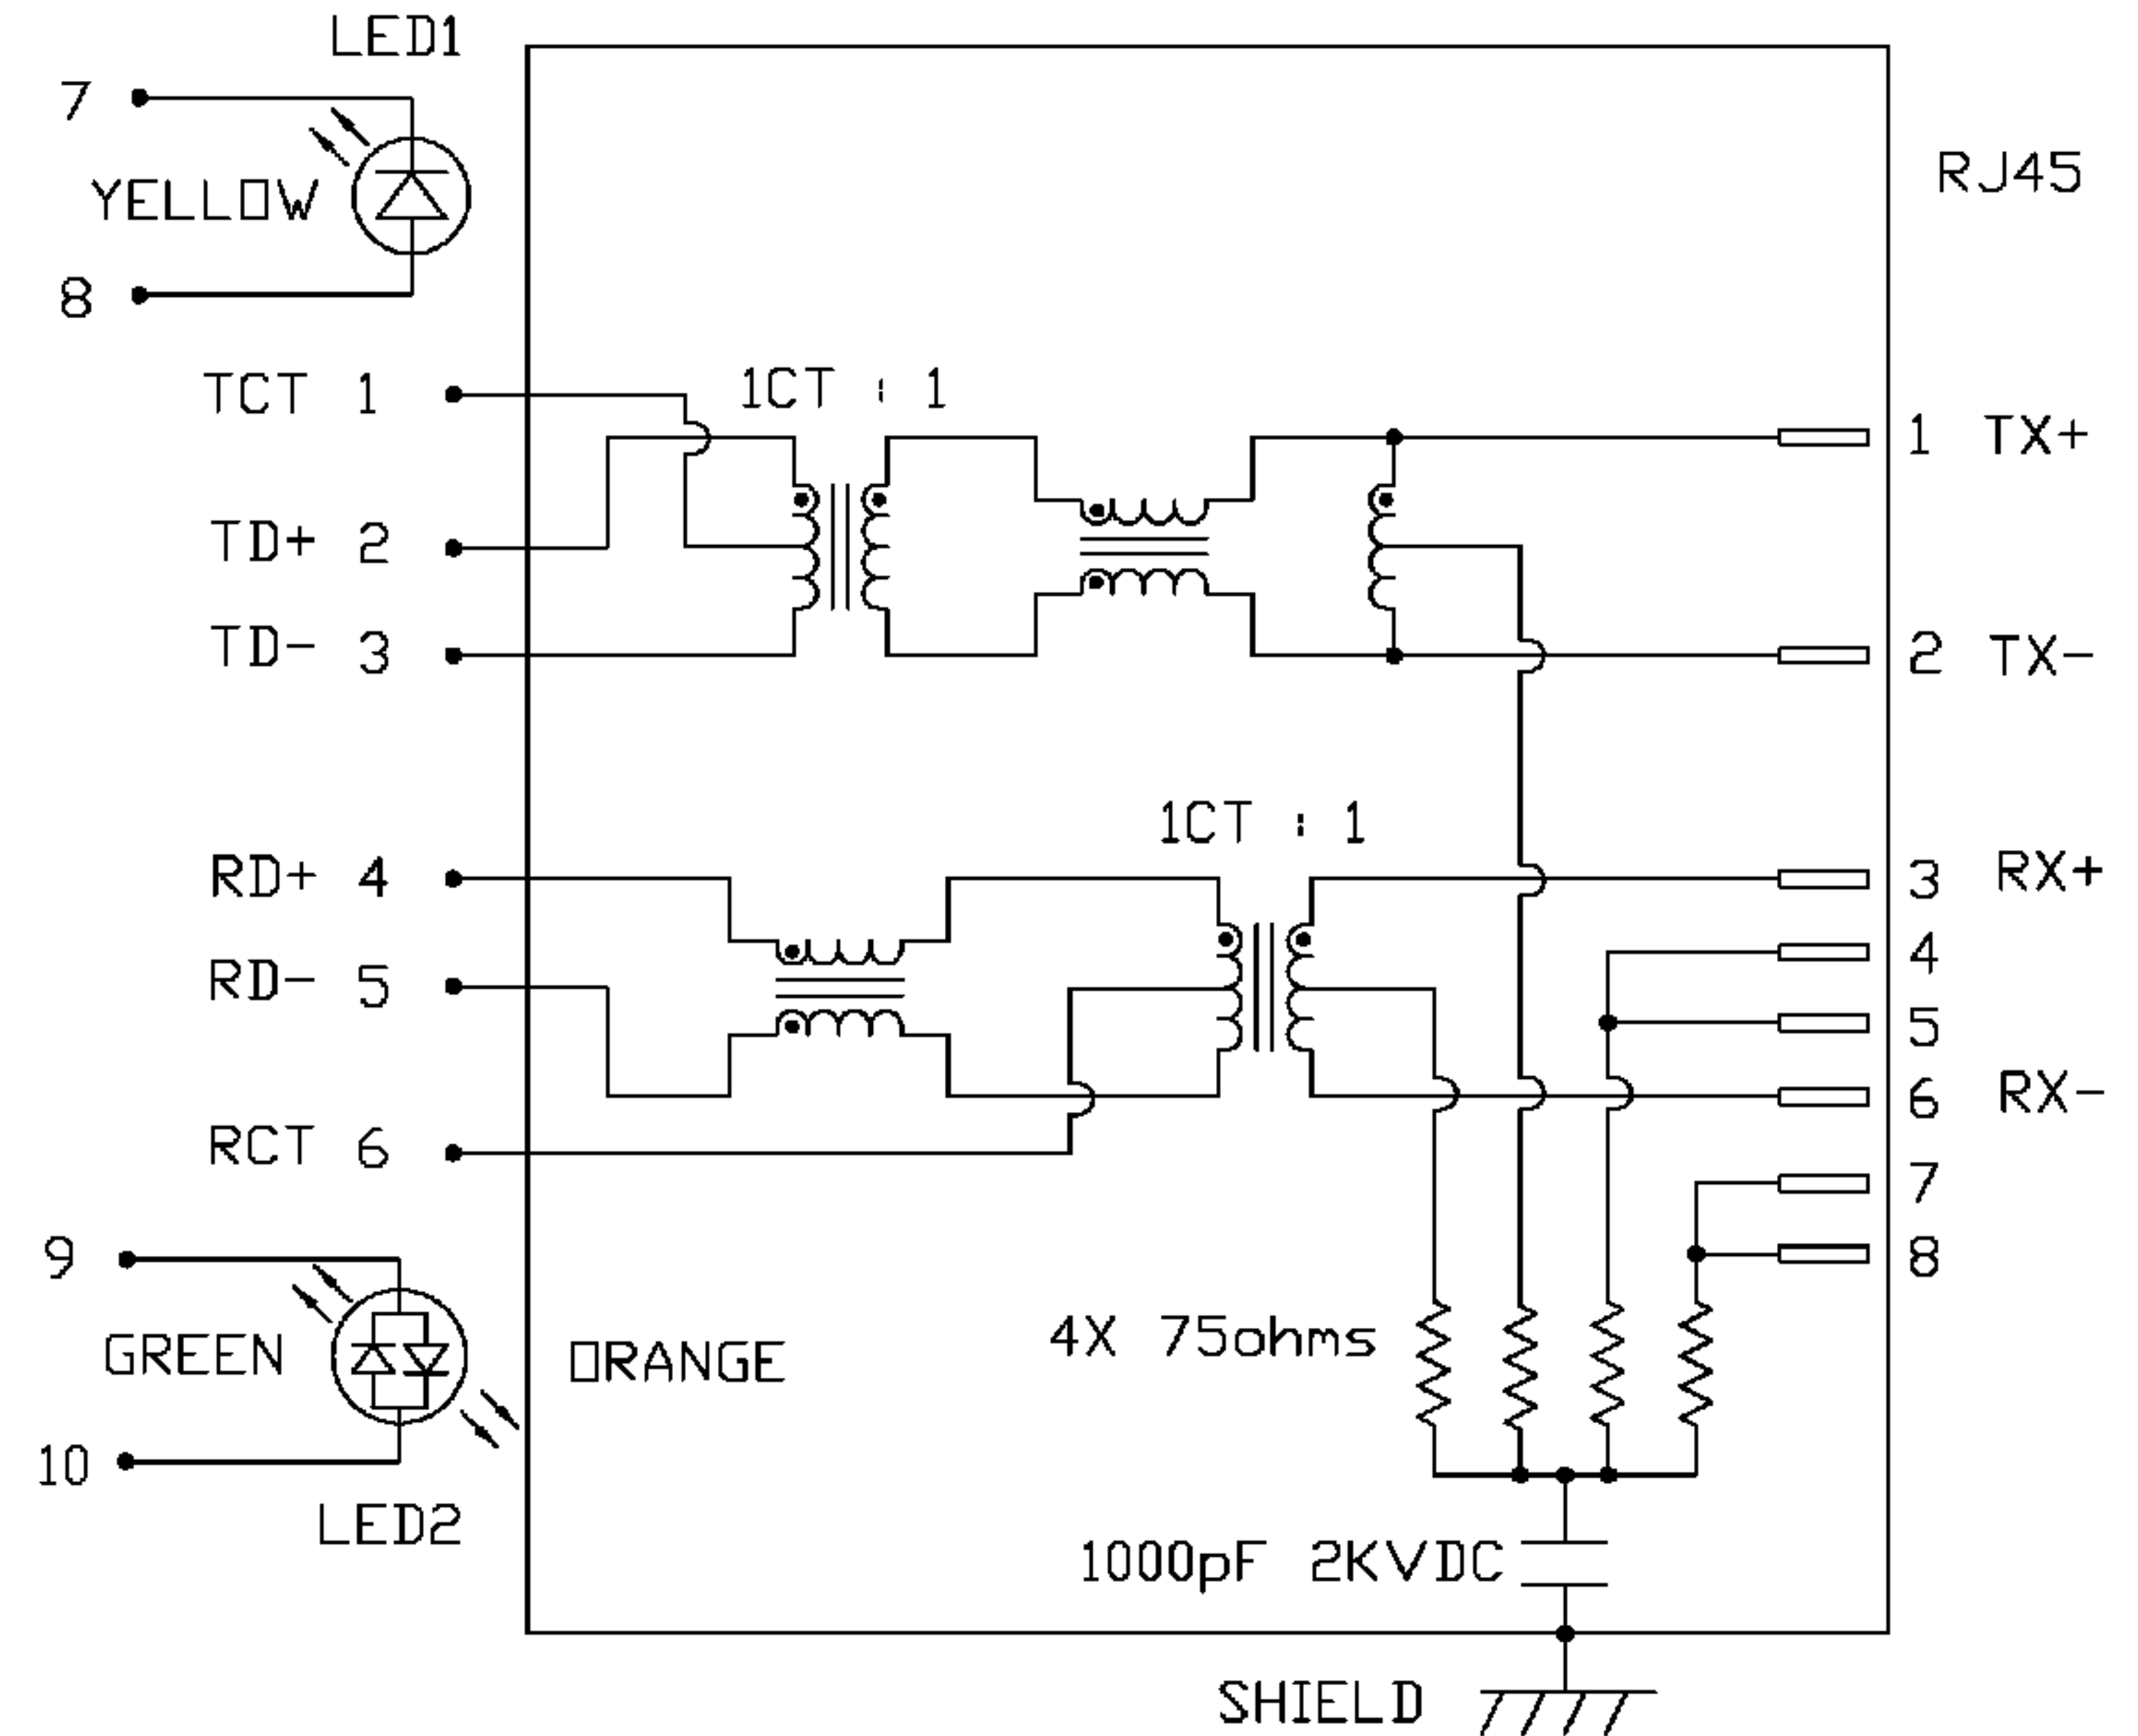 LED1
7
YELLOW
8
RJ45
TCT 1
1CT : 1
1 TX+
TD+ 2
TD- 3
2 TX-
1CT : 1
RD+ 4
3 RX+
4
RD- 5
5
6 RX-
RCT 6
7
8
9
GREEN
ORANGE
4X 75ohms
10
LED2
1000pF 2KVDC
SHIELD